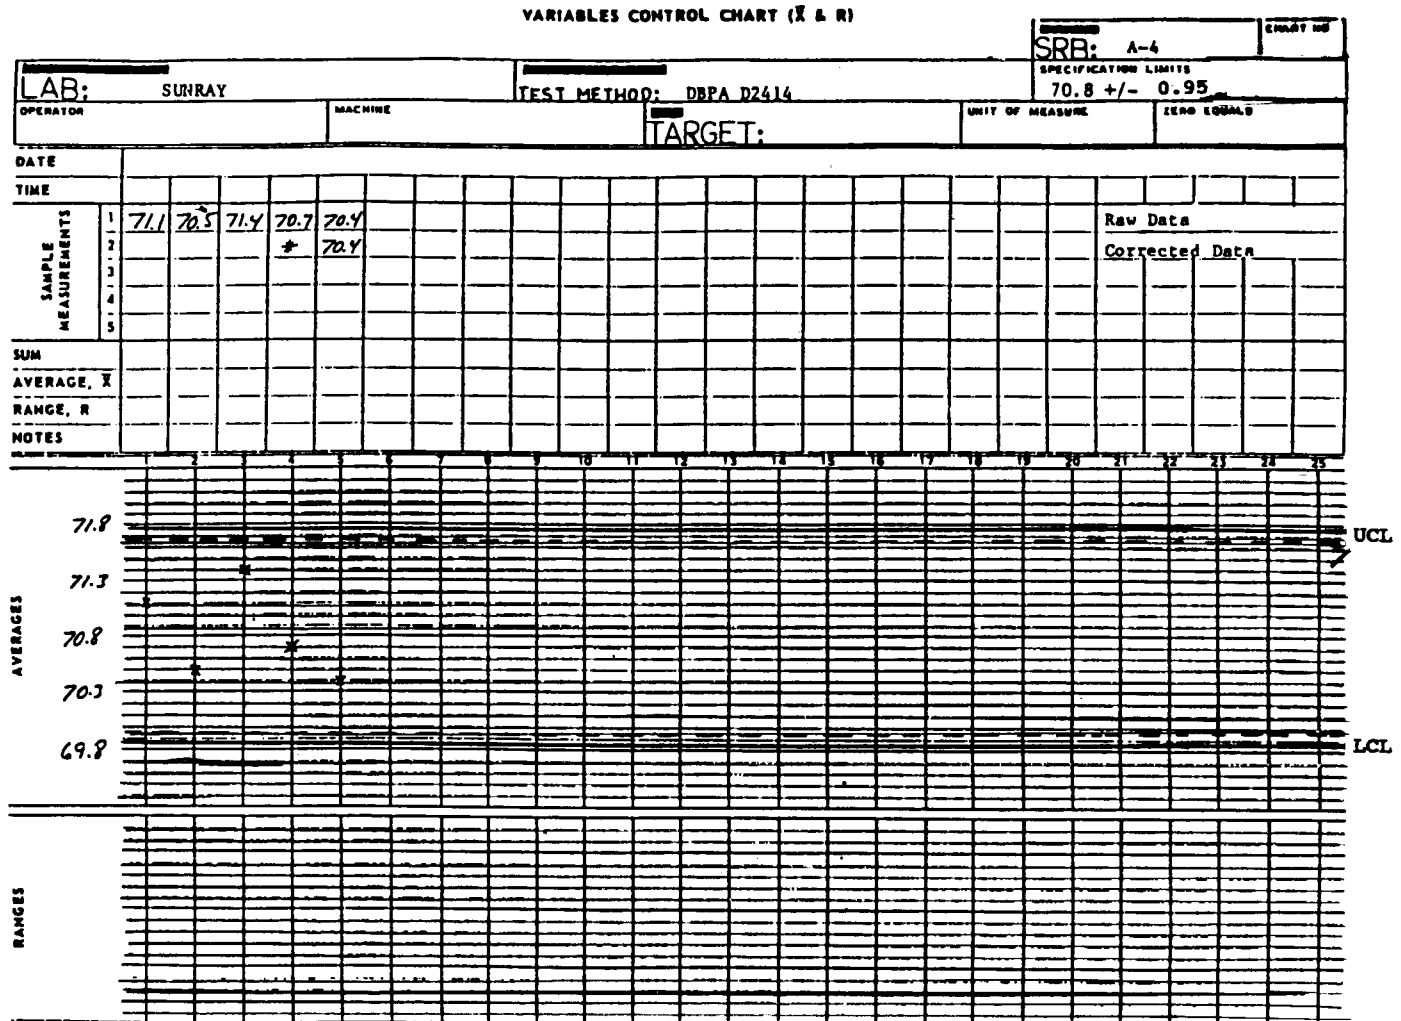 VARIABLES CONTROL CHART (X̄ & R)
SRB: A-4
CHART NO
LAB: SUNRAY
TEST METHOD: DBPA D2414
SPECIFICATION LIMITS
70.8 +/- 0.95
OPERATOR
MACHINE
TARGET:
UNIT OF MEASURE
ZERO EQUALS
DATE
TIME
SAMPLE MEASUREMENTS
1 71.1 70.5 71.4 70.7 70.4 Raw Data
2 # 70.4 Corrected Data
3
4
5
SUM
AVERAGE, X̄
RANGE, R
NOTES
1 2 3 4 5 6 7 8 9 10 11 12 13 14 15 16 17 18 19 20 21 22 23 24 25
AVERAGES
71.8
UCL
71.3
70.8
70.3
69.8
LCL
RANGES